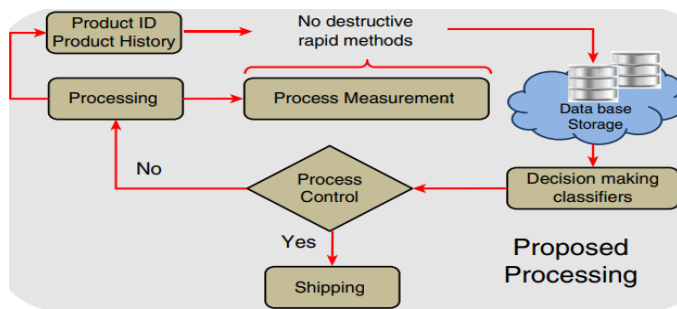 Product ID
Product History
No destructive
rapid methods
Processing
Process Measurement
Data base
Storage
No
Process
Control
Decision making
classifiers
Yes
Proposed
Processing
Shipping